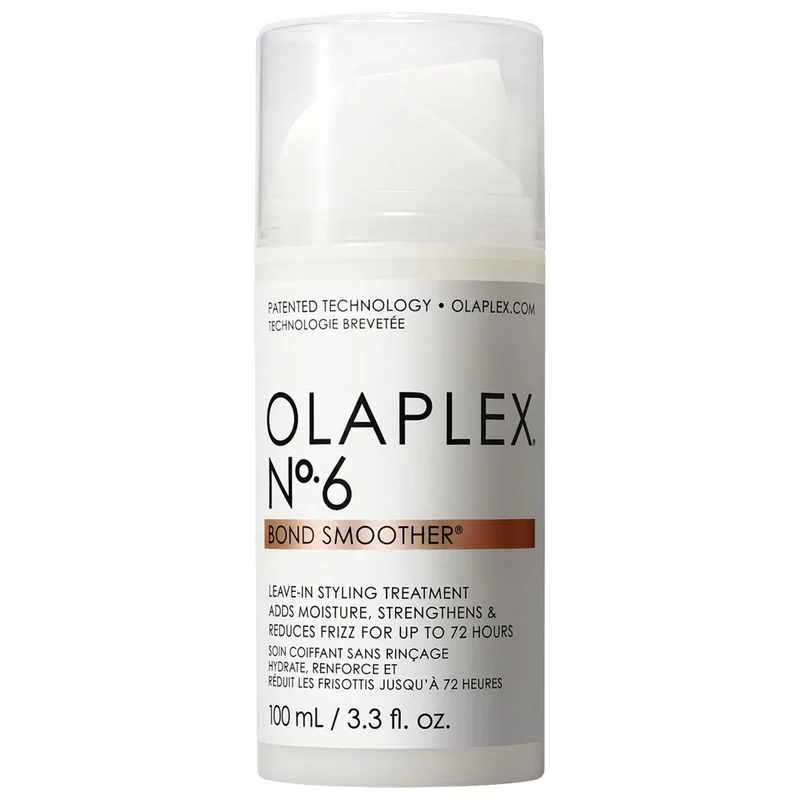 PATENTED TECHNOLOGY • OLAPLEX.COM
TECHNOLOGIE BREVETÉE
OLAPLEX®
Nº.6
BOND SMOOTHER®
LEAVE-IN STYLING TREATMENT
ADDS MOISTURE, STRENGTHENS &
REDUCES FRIZZ FOR UP TO 72 HOURS
SOIN COIFFANT SANS RINÇAGE
HYDRATE, RENFORCE ET
RÉDUIT LES FRISOTTIS JUSQU'À 72 HEURES
100 mL / 3.3 fl. oz.